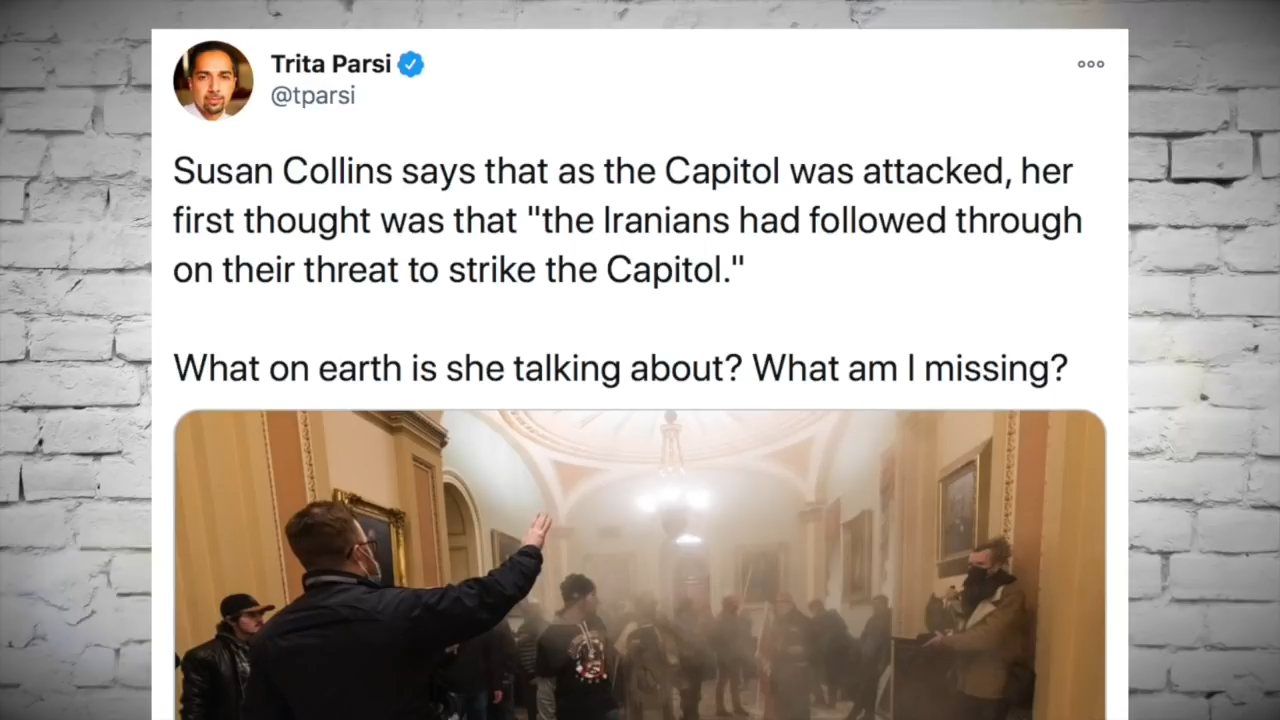 Trita Parsi
@tparsi
Susan Collins says that as the Capitol was attacked, her
first thought was that "the Iranians had followed through
on their threat to strike the Capitol."
What on earth is she talking about? What am I missing?